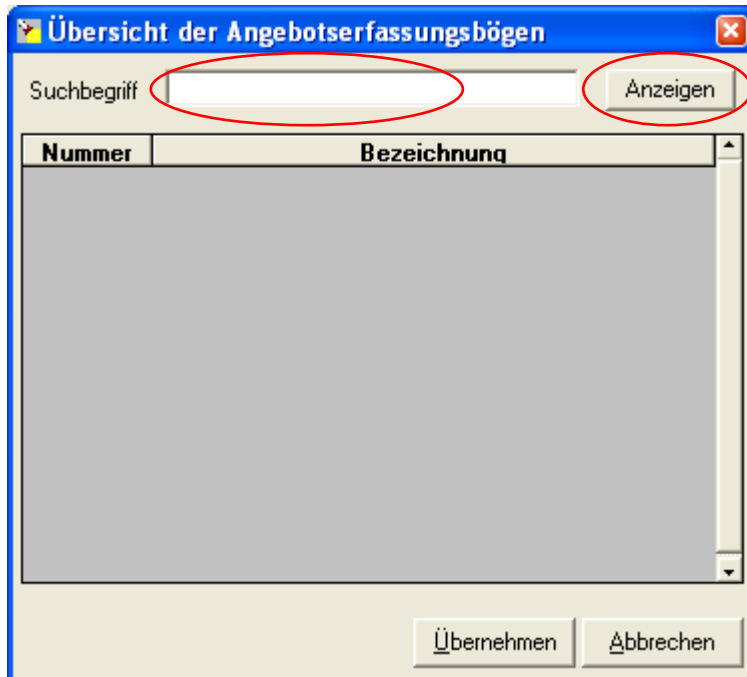 Übersicht der Angebotserfassungsbögen
Suchbegriff Anzeigen
Nummer Bezeichnung
Übernehmen Abbrechen